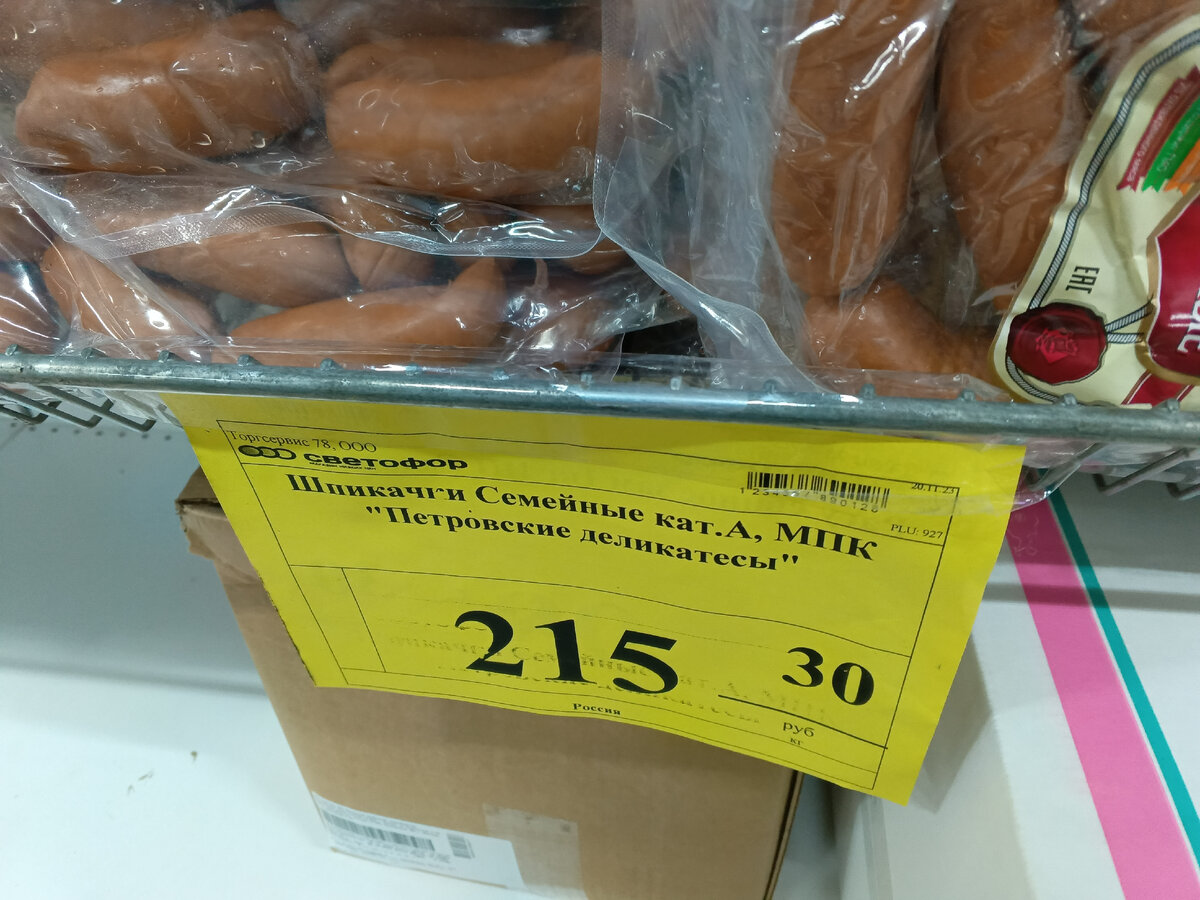 ЕАС
Торгсервис 78, ООО
светофор
20.11.23
Шпикачги Семейные кат.А, МПК
"Петровские деликатесы"
PLU: 927
215 30
руб
кг
Россия